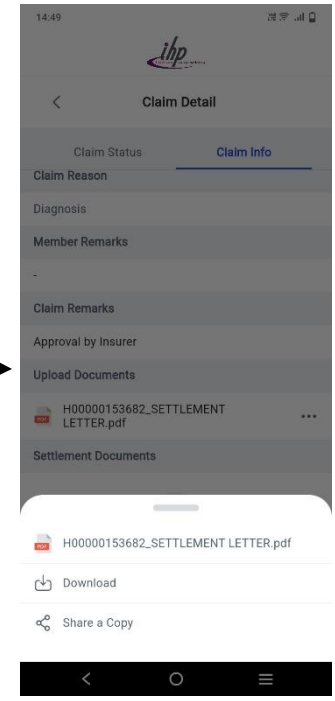 14:49
ihp
Claim Detail
Claim Status
Claim Info
Claim Reason
Diagnosis
Member Remarks
-
Claim Remarks
Approval by Insurer
Upload Documents
H00000153682_SETTLEMENT
LETTER.pdf
Settlement Documents
PDF
H00000153682_SETTLEMENT LETTER.pdf
Download
Share a Copy